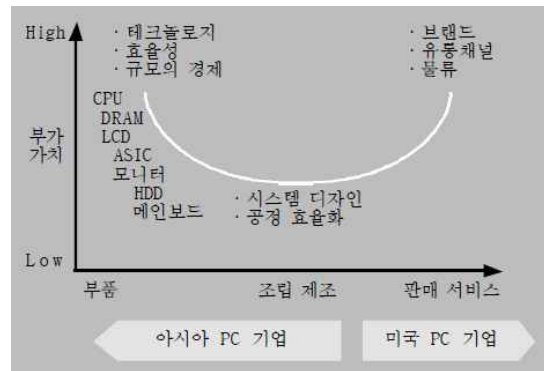 High
· 테크놀로지
· 효율성
· 규모의 경제
· 브랜드
· 유통채널
· 물류
CPU
DRAM
LCD
ASIC
모니터
HDD
메인보드
부가
가치
· 시스템 디자인
· 공정 효율화
Low
부품
조립 제조
판매 서비스
아시아 PC 기업
미국 PC 기업